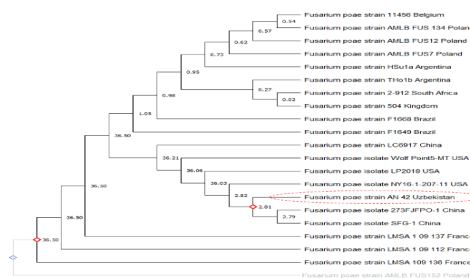 Fusarium poae strain 11456 Belgium
0.54
Fusarium poae strain AMLB FUS 134 Polan
0.62
Fusarium poae strain AMLB FUS12 Poland
0.73
Fusarium poae strain AMLB FUS7 Poland
0.95
Fusarium poae strain HSu1a Argentina
0.98
Fusarium poae strain THo1b Argentina
0.27
Fusarium poae strain 2-912 South Africa
0.02
Fusarium poae strain 504 Kingdom
Fusarium poae strain F1668 Brazil
Fusarium poae strain F1649 Brazil
36.50
Fusarium poae strain LC6917 China
36.21
Fusarium poae isolate Wolf Point5-MT USA
36.06
Fusarium poae isolate LP2018 USA
36.03
Fusarium poae isolate NY16-1-207-11 USA
36.50
2.82
Fusarium poae strain AN 42 Uzbekistan
2.81
Fusarium poae isolate 273FJFPO-1 China
2.79
Fusarium poae isolate SFG-1 China
36.50
Fusarium poae strain LMSA 1 09 137 France
36.50
Fusarium poae strain LMSA 1 09 112 France
Fusarium poae strain LMSA 109 136 France
Fusarium poae strain AMLB FUS152 Poland